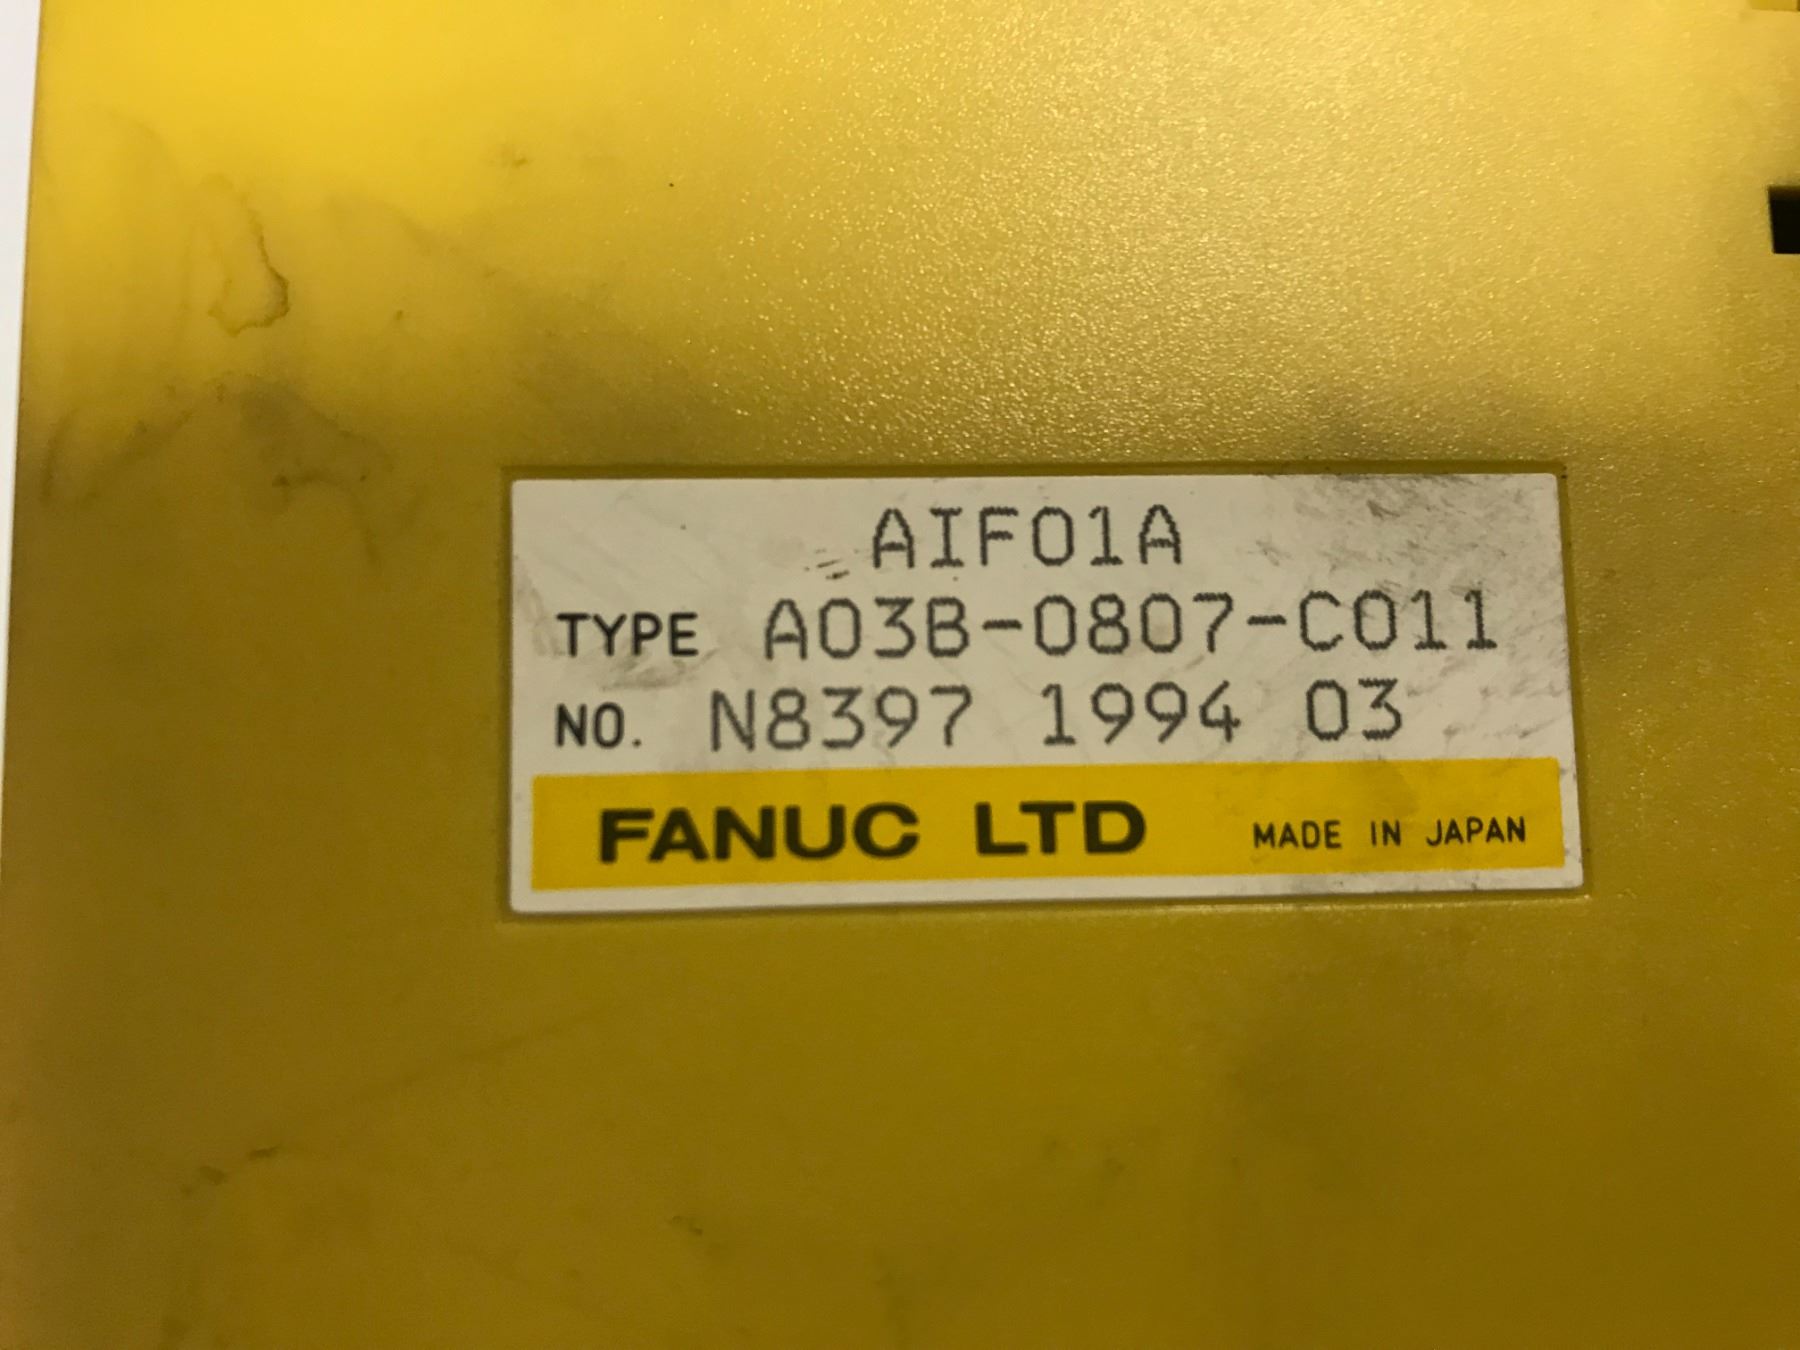 AIF01A
TYPE A03B-0807-C011
NO. N8397 1994 03
FANUC LTD MADE IN JAPAN